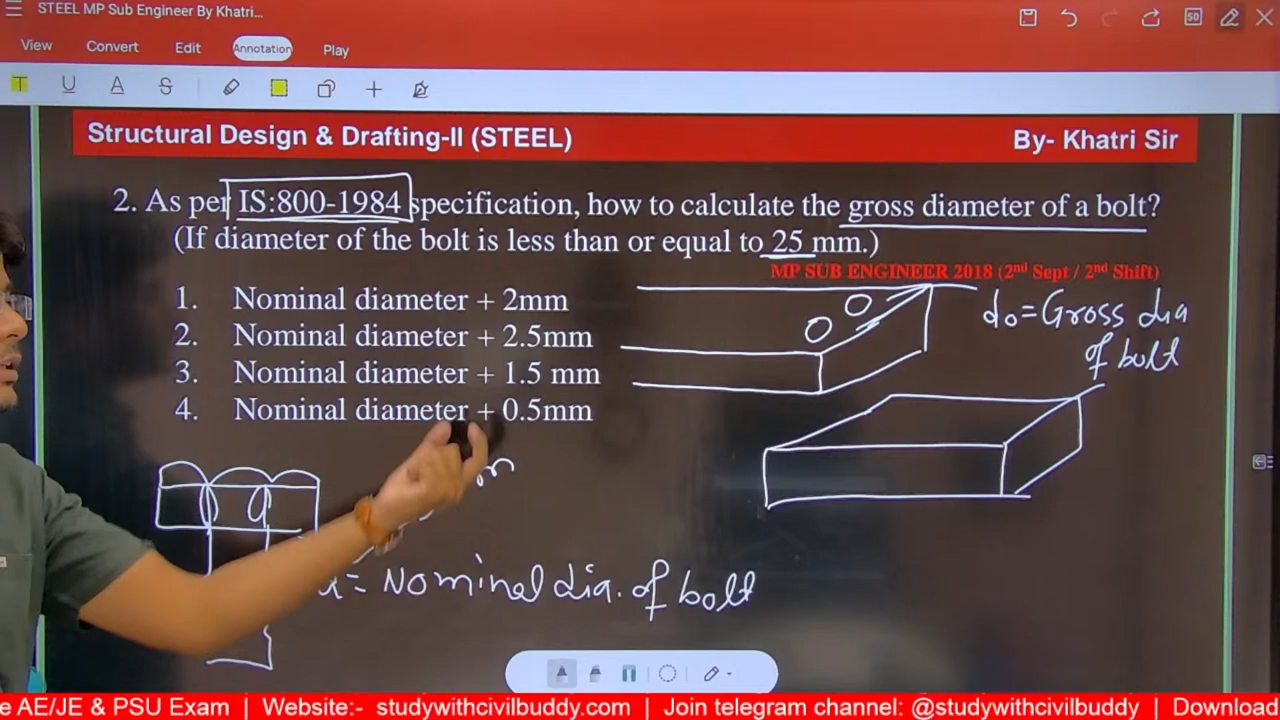 STEEL MP Sub Engineer By Khatri...
View Convert Edit Annotation Play
T U A S
50
Structural Design & Drafting-II (STEEL) By- Khatri Sir
2. As per IS:800-1984 specification, how to calculate the gross diameter of a bolt?
(If diameter of the bolt is less than or equal to 25 mm.)
MP SUB ENGINEER 2018 (2nd Sept / 2nd Shift)
1. Nominal diameter + 2mm
2. Nominal diameter + 2.5mm
3. Nominal diameter + 1.5 mm
4. Nominal diameter + 0.5mm
do = Gross dia
of bolt
= Nominal dia. of bolt
e AE/JE & PSU Exam | Website:- studywithcivilbuddy.com | Join telegram channel: @studywithcivilbuddy | Download